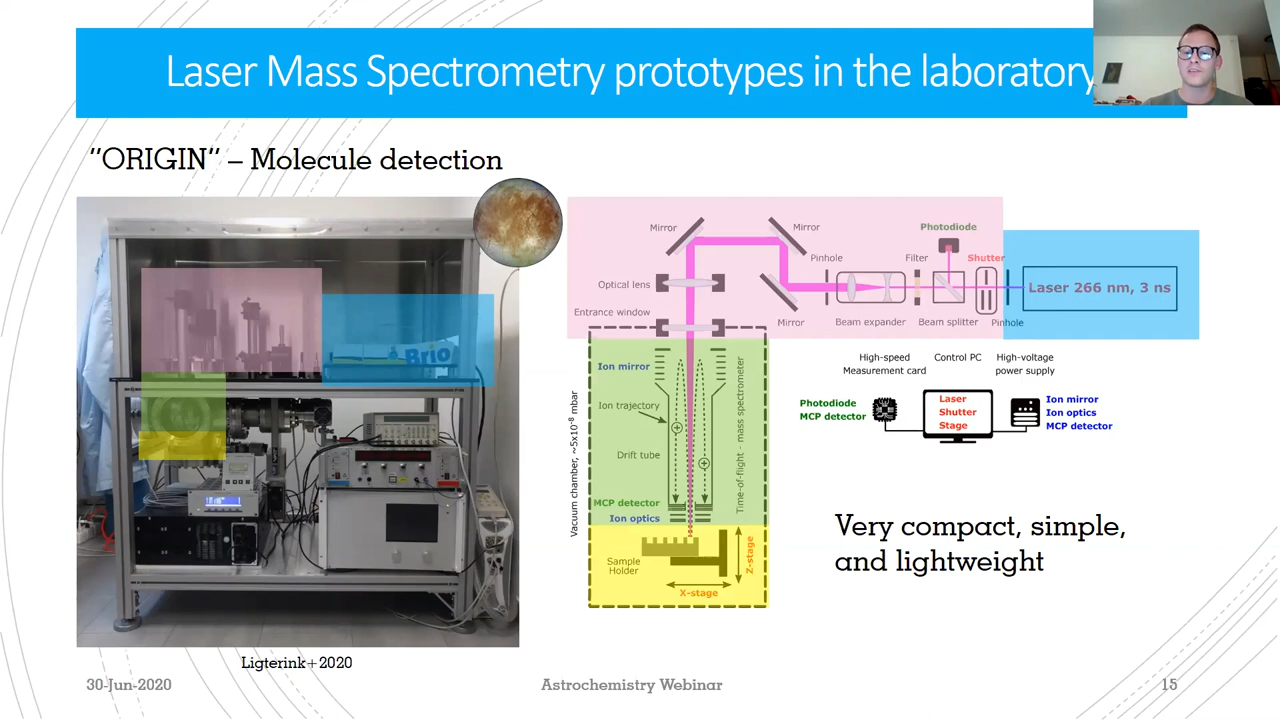 Laser Mass Spectrometry prototypes in the laboratory
"ORIGIN" – Molecule detection
Mirror
Mirror
Photodiode
Pinhole
Filter
Shutter
Optical lens
Laser 266 nm, 3 ns
Entrance window
Mirror
Beam expander
Beam splitter
Pinhole
Brio
Ion mirror
Ion trajectory
Drift tube
MCP detector
Ion optics
Vacuum chamber, ~5x10⁻⁸ mbar
Time-of-flight - mass spectrometer
Sample
Holder
X-stage
Z-stage
High-speed
Measurement card
Control PC
High-voltage
power supply
Photodiode
MCP detector
Laser
Shutter
Stage
Ion mirror
Ion optics
MCP detector
Very compact, simple,
and lightweight
Ligterink+2020
30-Jun-2020
Astrochemistry Webinar
15